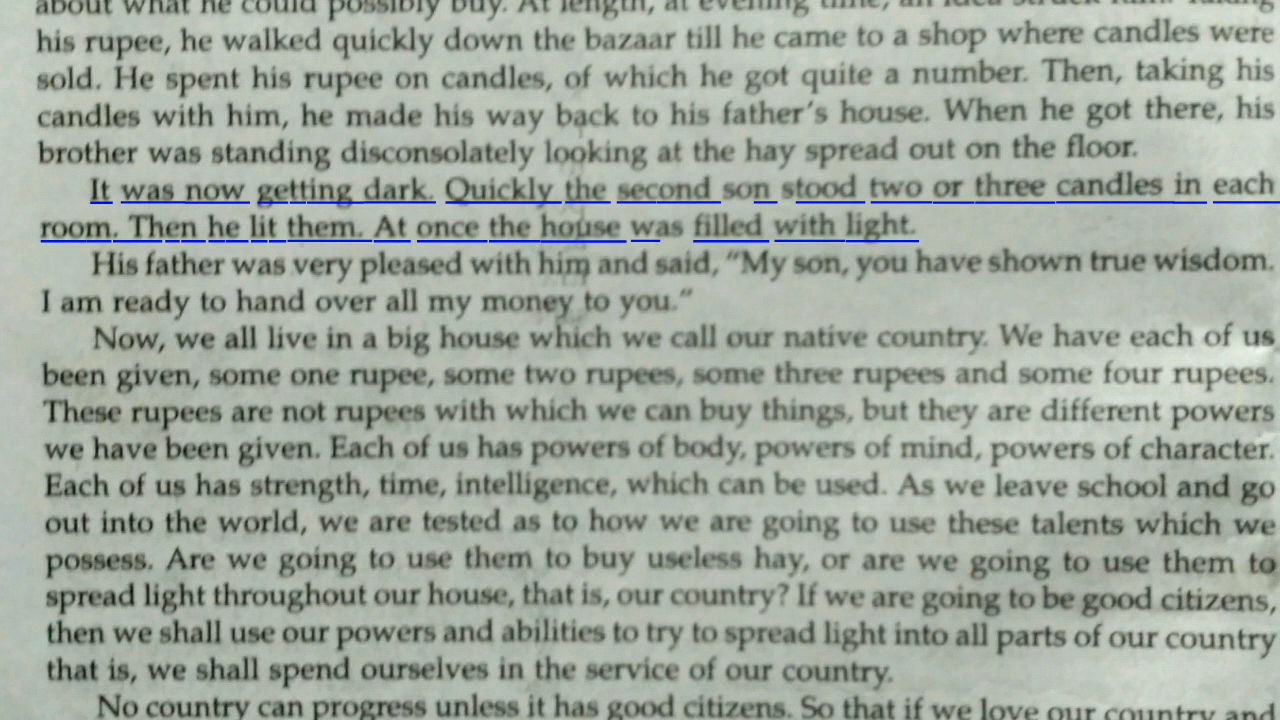 about what he could possibly buy. At length, at evening time, an idea struck him. Taking
his rupee, he walked quickly down the bazaar till he came to a shop where candles were
sold. He spent his rupee on candles, of which he got quite a number. Then, taking his
candles with him, he made his way back to his father's house. When he got there, his
brother was standing disconsolately looking at the hay spread out on the floor.
It was now getting dark. Quickly the second son stood two or three candles in each
room. Then he lit them. At once the house was filled with light.
His father was very pleased with him and said, "My son, you have shown true wisdom.
I am ready to hand over all my money to you."
Now, we all live in a big house which we call our native country. We have each of us
been given, some one rupee, some two rupees, some three rupees and some four rupees.
These rupees are not rupees with which we can buy things, but they are different powers
we have been given. Each of us has powers of body, powers of mind, powers of character.
Each of us has strength, time, intelligence, which can be used. As we leave school and go
out into the world, we are tested as to how we are going to use these talents which we
possess. Are we going to use them to buy useless hay, or are we going to use them to
spread light throughout our house, that is, our country? If we are going to be good citizens,
then we shall use our powers and abilities to try to spread light into all parts of our country
that is, we shall spend ourselves in the service of our country.
No country can progress unless it has good citizens. So that if we love our country and